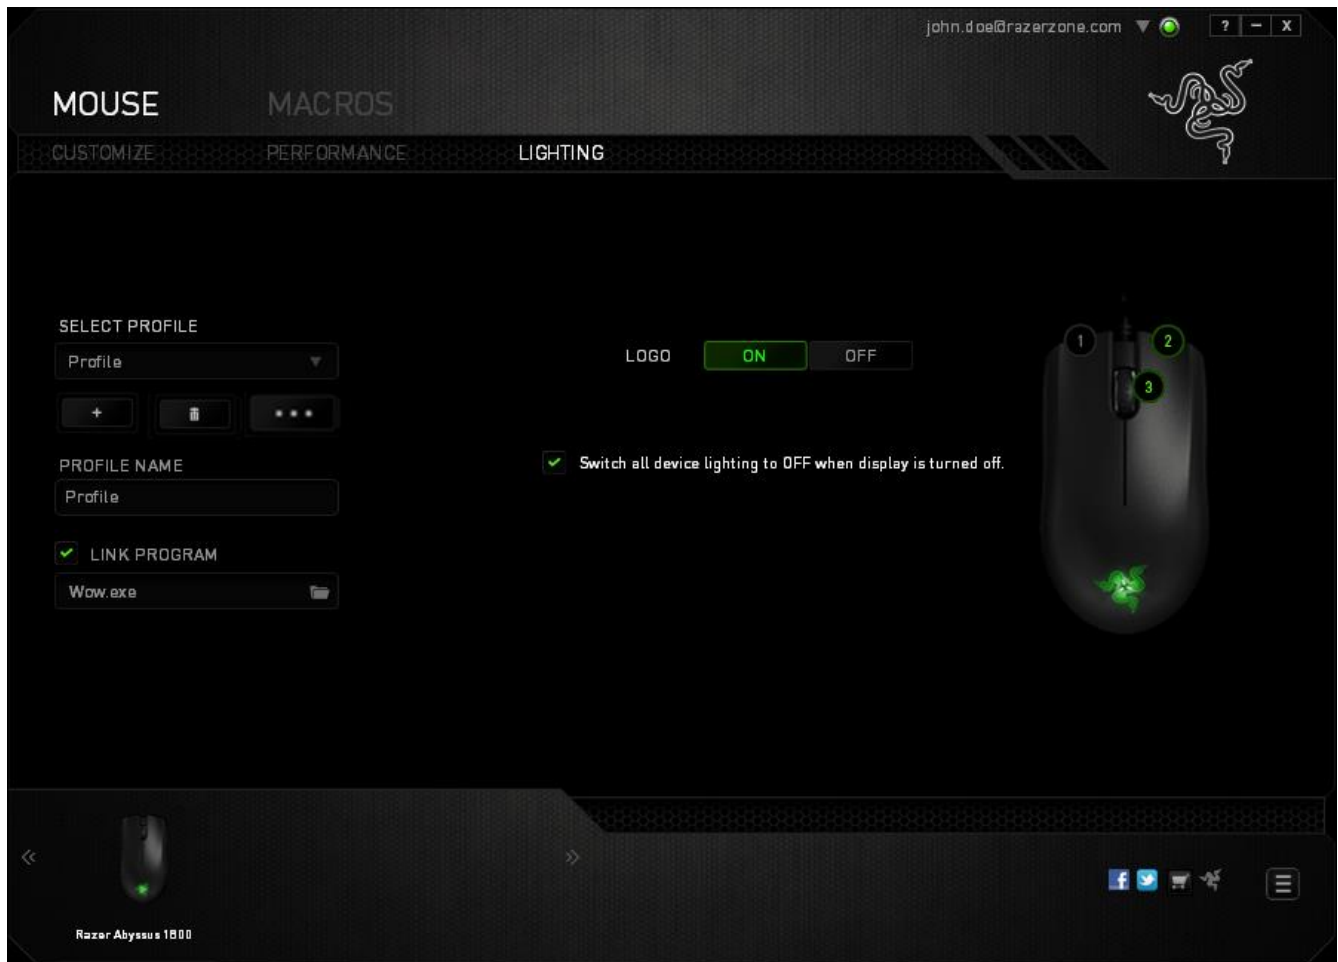 john.doe@razerzone.com
? – X
MOUSE MACROS
CUSTOMIZE PERFORMANCE LIGHTING
SELECT PROFILE
Profile
+
PROFILE NAME
Profile
LINK PROGRAM
Wow.exe
LOGO ON OFF
Switch all device lighting to OFF when display is turned off.
1
2
3
Razer Abyssus 1800